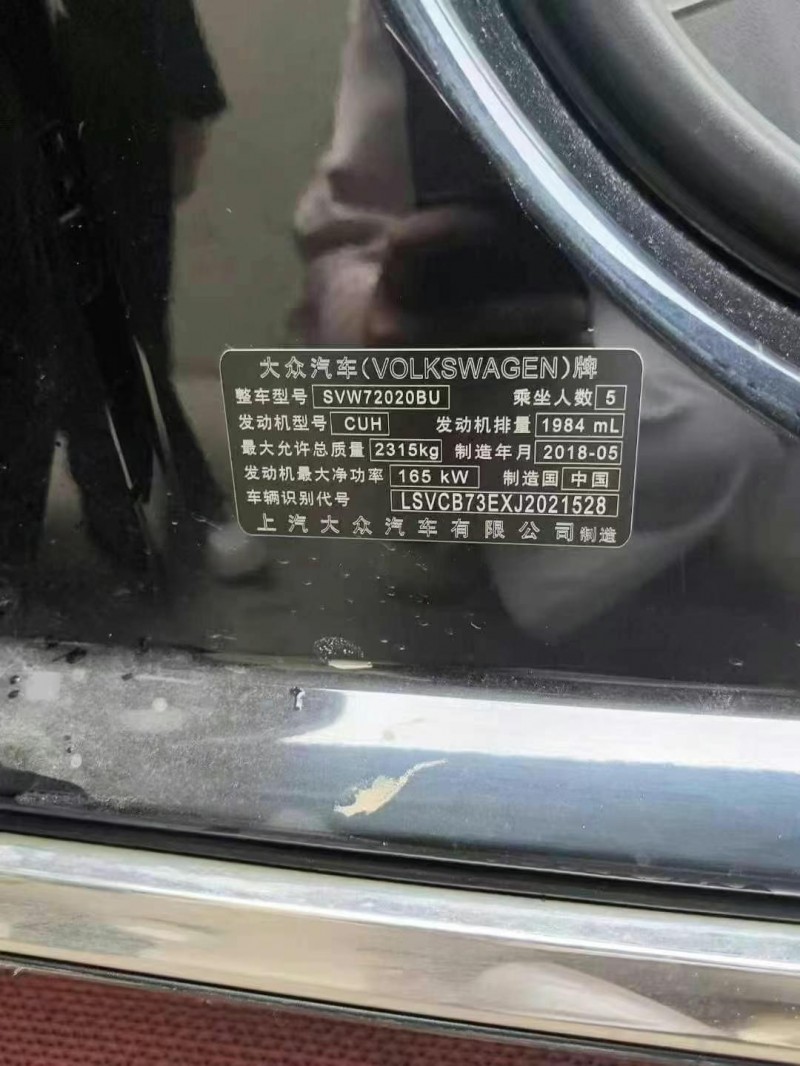 大众汽车(VOLKSWAGEN)牌
整车型号 SVW72020BU 乘坐人数 5
发动机型号 CUH 发动机排量 1984 mL
最大允许总质量 2315kg 制造年月 2018-05
发动机最大净功率 165 kW 制造国 中国
车辆识别代号 LSVCB73EXJ2021528
上汽大众汽车有限公司制造